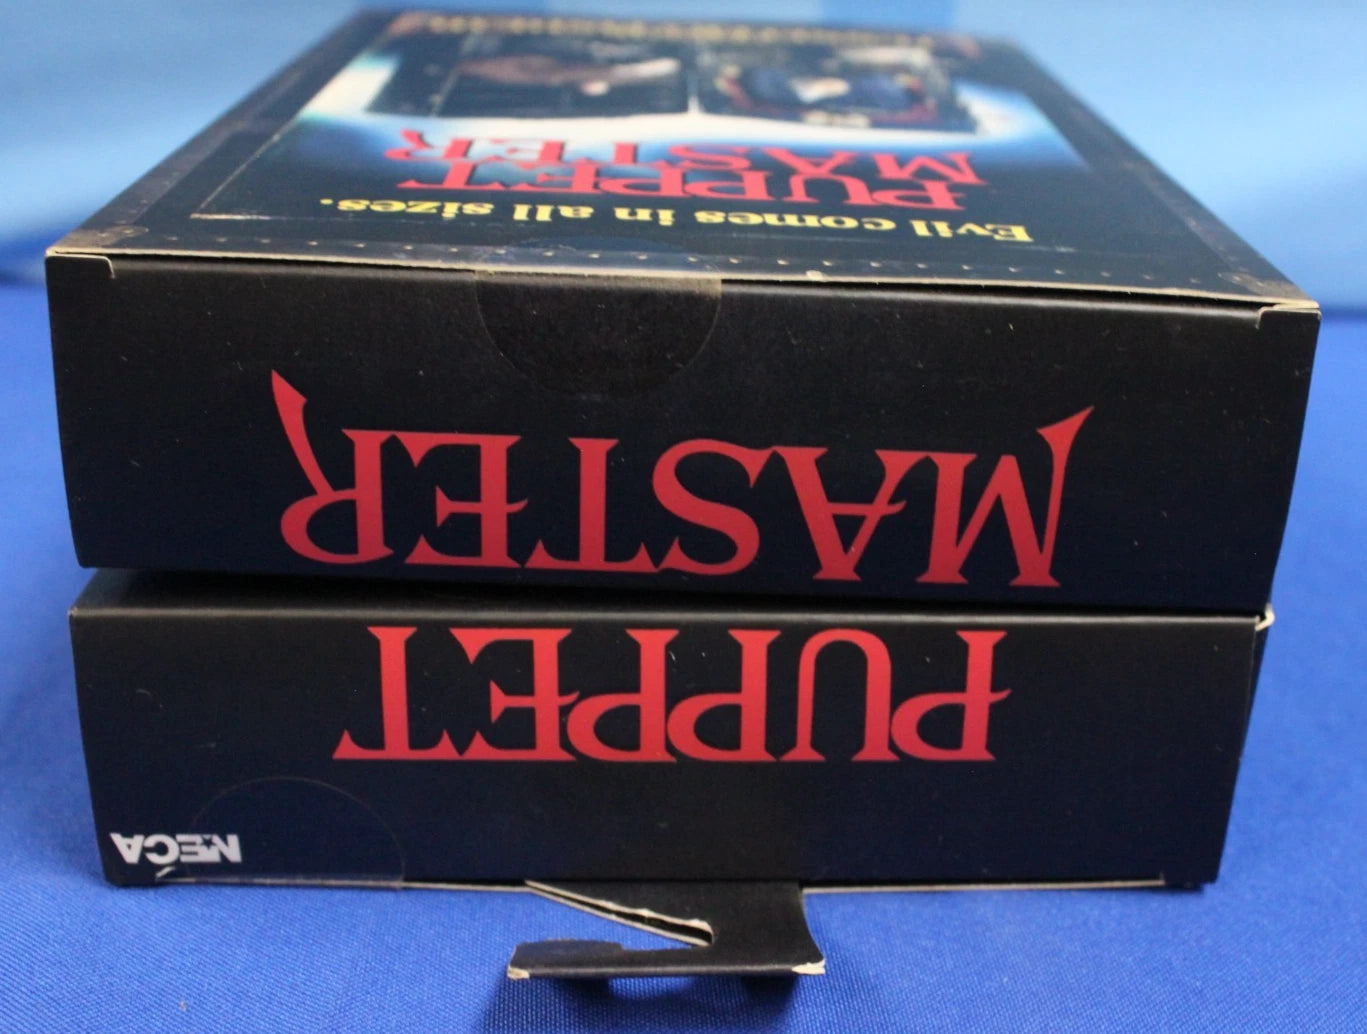 Evil comes in all sizes.
PUPPET
MASTER
PUPPET
MASTER
NECA